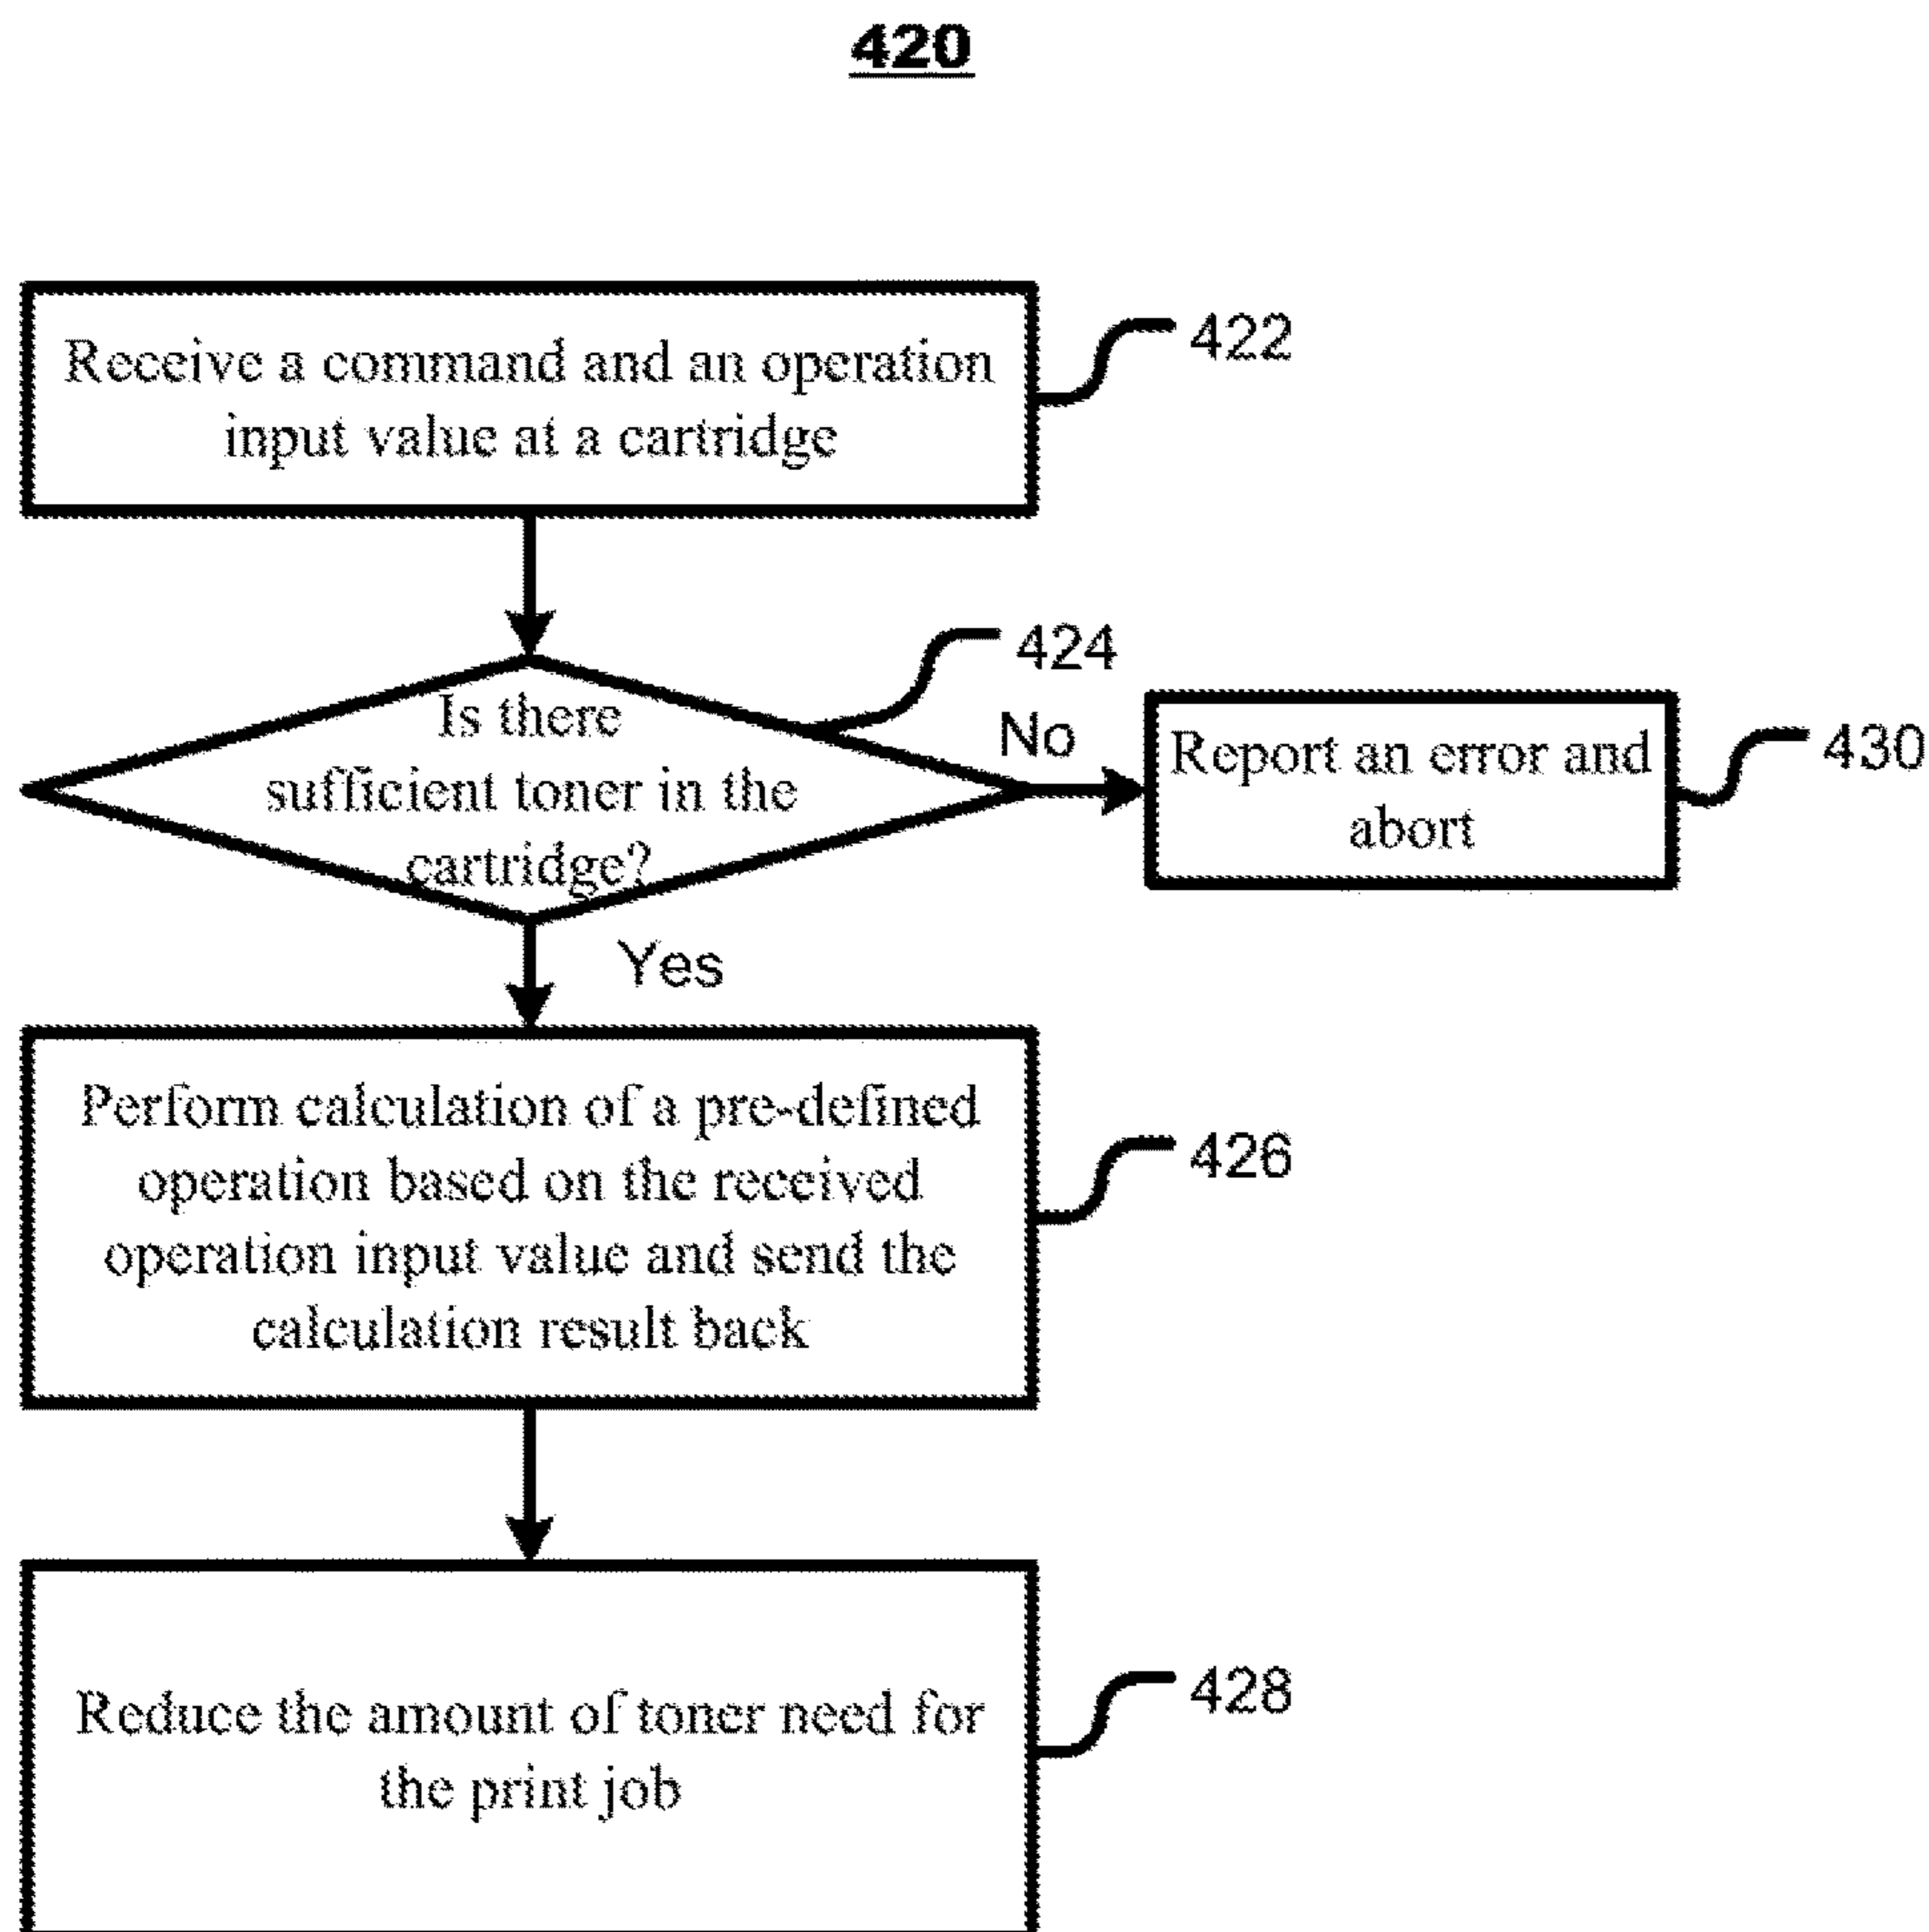 420
Receive a command and an operation
input value at a cartridge
422
424
Is there
sufficient toner in the
cartridge?
No
Report an error and
abort
430
Yes
Perform calculation of a pre-defined
operation based on the received
operation input value and send the
calculation result back
426
Reduce the amount of toner need for
the print job
428